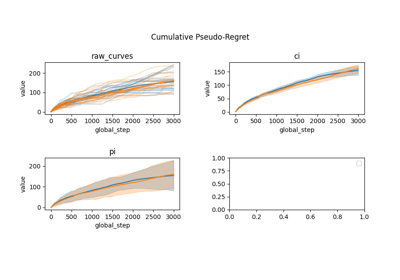 Cumulative Pseudo-Regret
raw_curves
value
200
100
0
0 500 1000 1500 2000 2500 3000
global_step
ci
value
150
100
50
0
0 500 1000 1500 2000 2500 3000
global_step
pi
value
200
100
0
0 500 1000 1500 2000 2500 3000
global_step
1.00
0.75
0.50
0.25
0.00
0.0 0.2 0.4 0.6 0.8 1.0